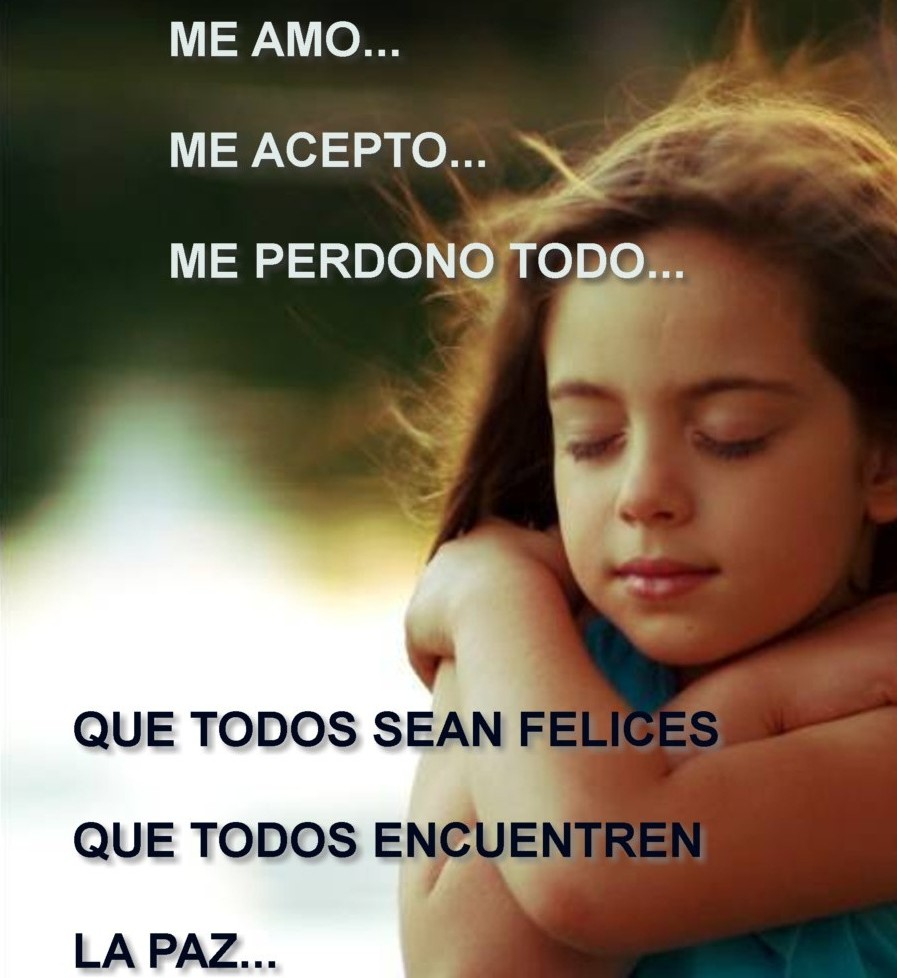 ME AMO...
ME ACEPTO...
ME PERDONO TODO...
QUE TODOS SEAN FELICES
QUE TODOS ENCUENTREN
LA PAZ...